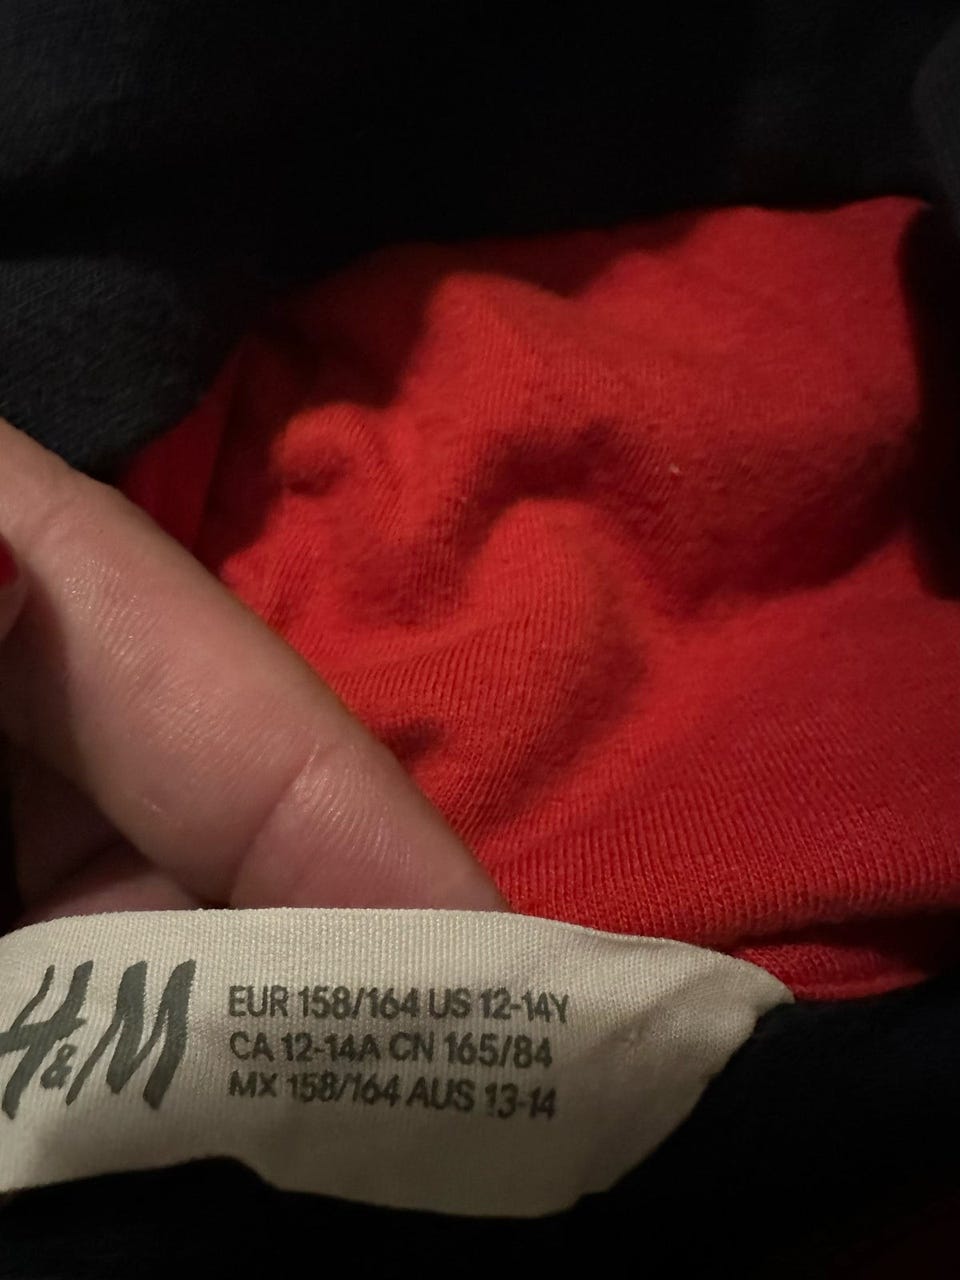 H&M
EUR 158/164 US 12-14Y
CA 12-14A CN 165/84
MX 158/164 AUS 13-14